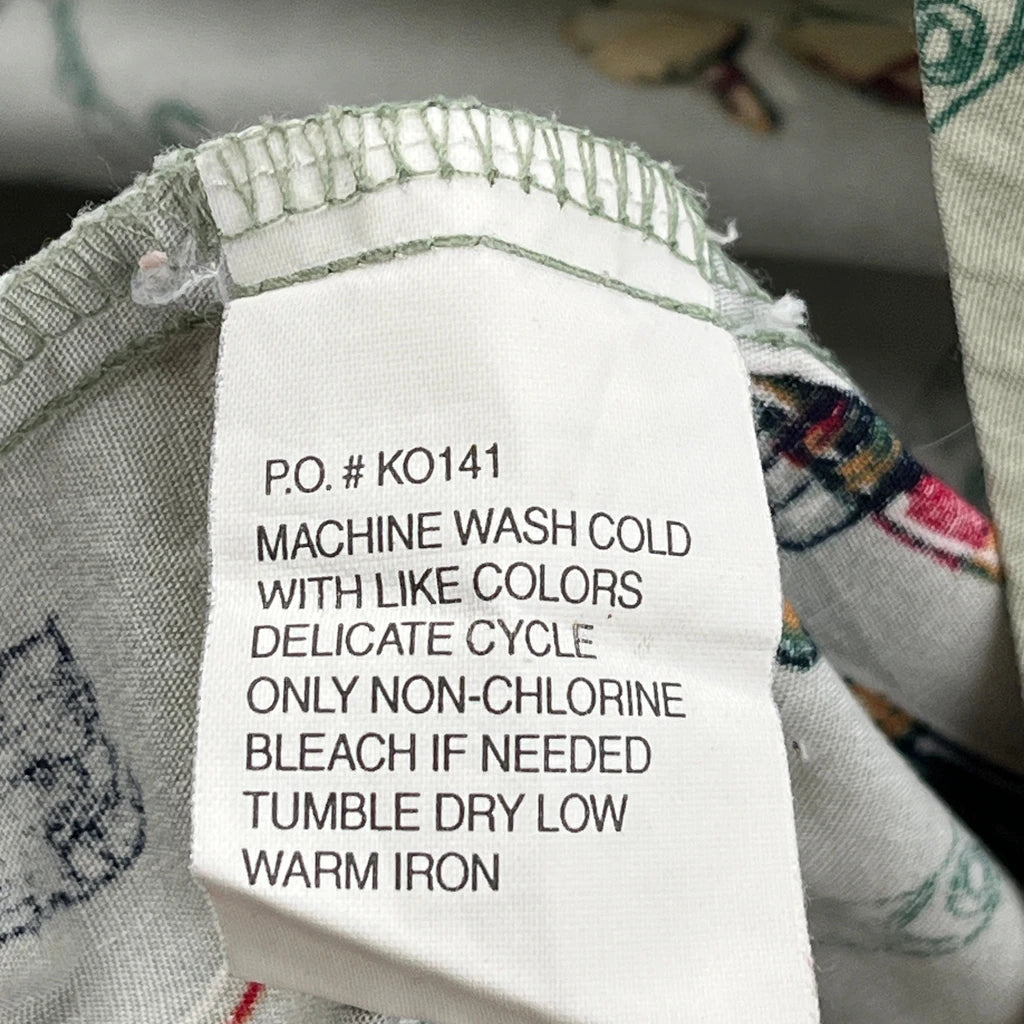 P.O. # KO141
MACHINE WASH COLD
WITH LIKE COLORS
DELICATE CYCLE
ONLY NON-CHLORINE
BLEACH IF NEEDED
TUMBLE DRY LOW
WARM IRON